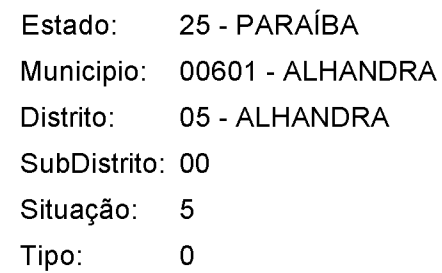 Estado: 25 - PARAÍBA
Municipio: 00601 - ALHANDRA
Distrito: 05 - ALHANDRA
SubDistrito: 00
Situação: 5
Tipo: 0